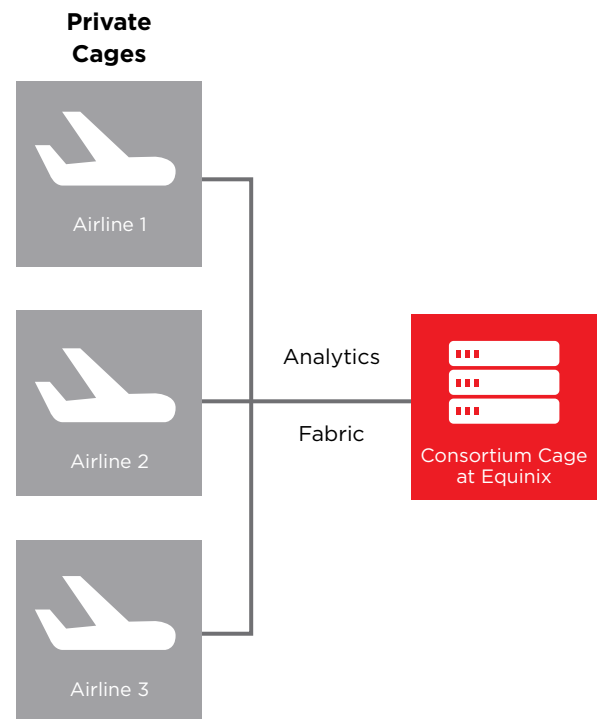 Private
Cages
Airline 1
Airline 2
Airline 3
Analytics
Fabric
Consortium Cage
at Equinix